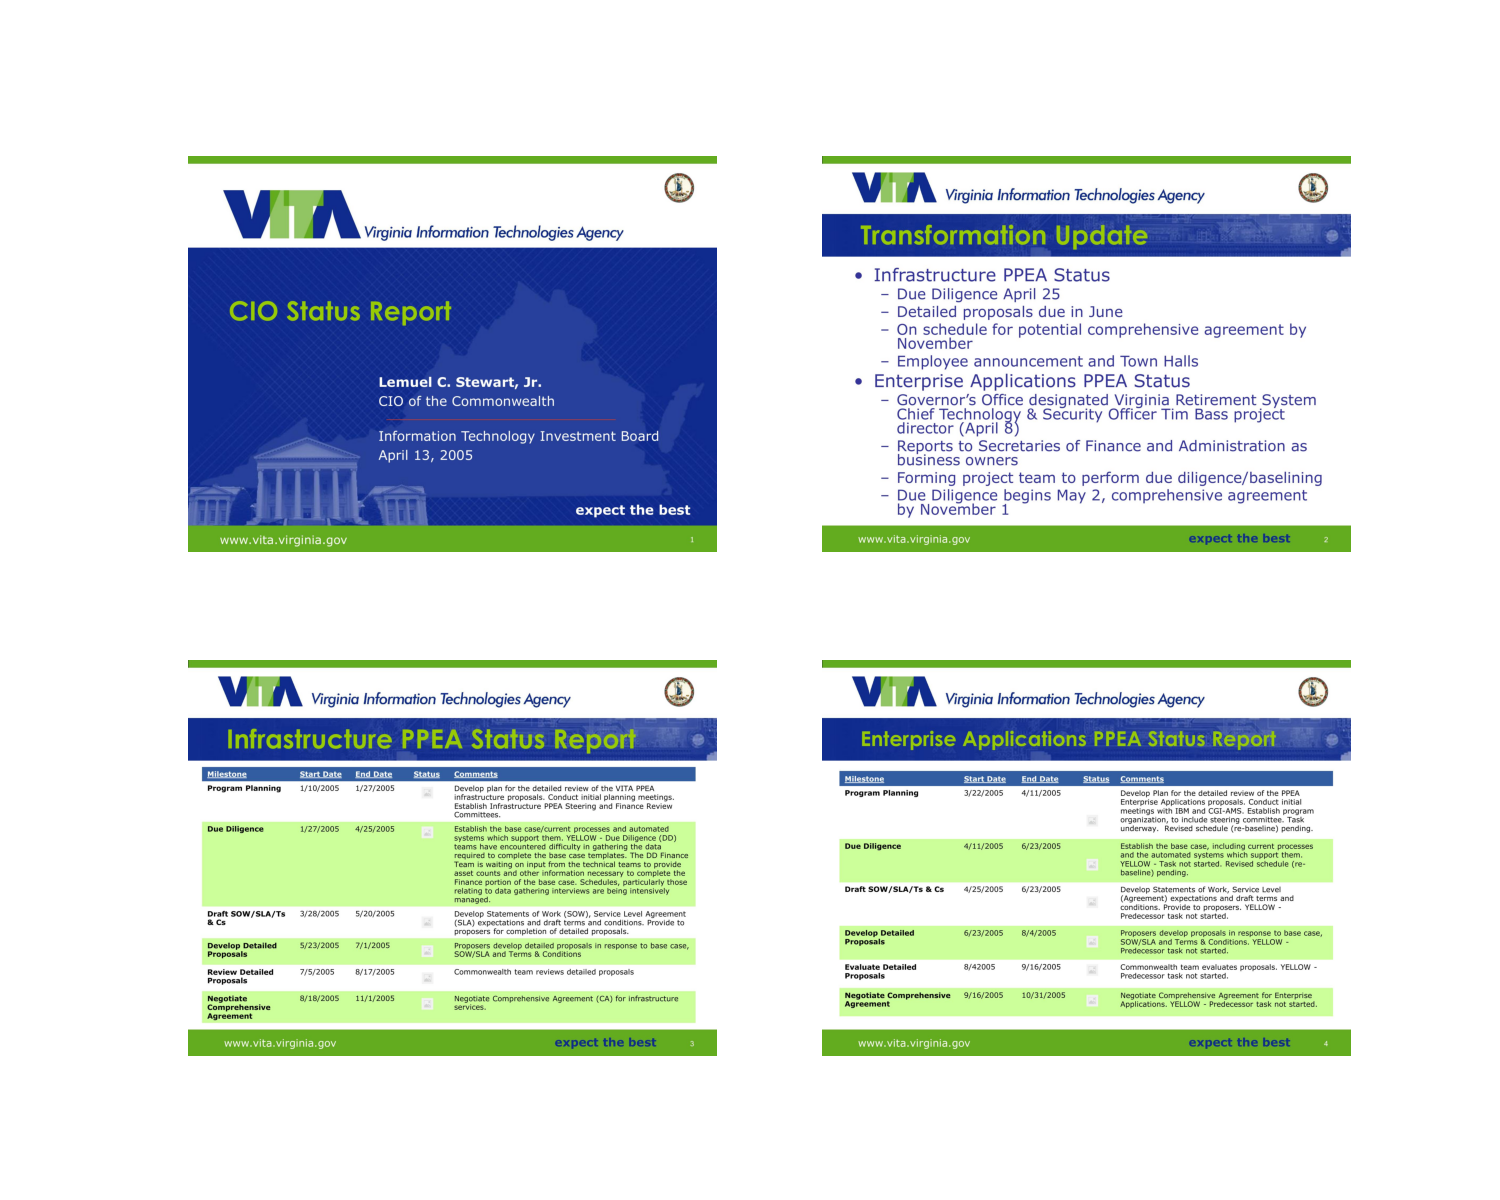 VITA
Virginia Information Technologies Agency
CIO Status Report
Lemuel C. Stewart, Jr.
CIO of the Commonwealth
Information Technology Investment Board
April 13, 2005
expect the best
www.vita.virginia.gov
1
VITA Virginia Information Technologies Agency
Transformation Update
• Infrastructure PPEA Status
– Due Diligence April 25
– Detailed proposals due in June
– On schedule for potential comprehensive agreement by
November
– Employee announcement and Town Halls
• Enterprise Applications PPEA Status
– Governor's Office designated Virginia Retirement System
Chief Technology & Security Officer Tim Bass project
director (April 8)
– Reports to Secretaries of Finance and Administration as
business owners
– Forming project team to perform due diligence/baselining
– Due Diligence begins May 2, comprehensive agreement
by November 1
www.vita.virginia.gov expect the best 2
VITA Virginia Information Technologies Agency
Infrastructure PPEA Status Report
Milestone Start Date End Date Status Comments
Program Planning 1/10/2005 1/27/2005 Develop plan for the detailed review of the VITA PPEA
infrastructure proposals. Conduct initial planning meetings.
Establish Infrastructure PPEA Steering and Finance Review
Committees.
Due Diligence 1/27/2005 4/25/2005 Establish the base case/current processes and automated
systems which support them. YELLOW - Due Diligence (DD)
teams have encountered difficulty in gathering the data
required to complete the base case templates. The DD Finance
Team is waiting on input from the technical teams to provide
asset counts and other information necessary to complete the
Finance portion of the base case. Schedules, particularly those
relating to data gathering interviews are being intensively
managed.
Draft SOW/SLA/Ts 3/28/2005 5/20/2005 Develop Statements of Work (SOW), Service Level Agreement
& Cs (SLA) expectations and draft terms and conditions. Provide to
proposers for completion of detailed proposals.
Develop Detailed 5/23/2005 7/1/2005 Proposers develop detailed proposals in response to base case,
Proposals SOW/SLA and Terms & Conditions
Review Detailed 7/5/2005 8/17/2005 Commonwealth team reviews detailed proposals
Proposals
Negotiate 8/18/2005 11/1/2005 Negotiate Comprehensive Agreement (CA) for infrastructure
Comprehensive services.
Agreement
www.vita.virginia.gov expect the best 3
VITA Virginia Information Technologies Agency
Enterprise Applications PPEA Status Report
Milestone Start Date End Date Status Comments
Program Planning 3/22/2005 4/11/2005 Develop Plan for the detailed review of the PPEA
Enterprise Applications proposals. Conduct initial
meetings with IBM and CGI-AMS. Establish program
organization, to include steering committee. Task
underway. Revised schedule (re-baseline) pending.
Due Diligence 4/11/2005 6/23/2005 Establish the base case, including current processes
and the automated systems which support them.
YELLOW - Task not started. Revised schedule (re-
baseline) pending.
Draft SOW/SLA/Ts & Cs 4/25/2005 6/23/2005 Develop Statements of Work, Service Level
(Agreement) expectations and draft terms and
conditions. Provide to proposers. YELLOW -
Predecessor task not started.
Develop Detailed 6/23/2005 8/4/2005 Proposers develop proposals in response to base case,
Proposals SOW/SLA and Terms & Conditions. YELLOW -
Predecessor task not started.
Evaluate Detailed 8/42005 9/16/2005 Commonwealth team evaluates proposals. YELLOW -
Proposals Predecessor task not started.
Negotiate Comprehensive 9/16/2005 10/31/2005 Negotiate Comprehensive Agreement for Enterprise
Agreement Applications. YELLOW - Predecessor task not started.
www.vita.virginia.gov expect the best 4